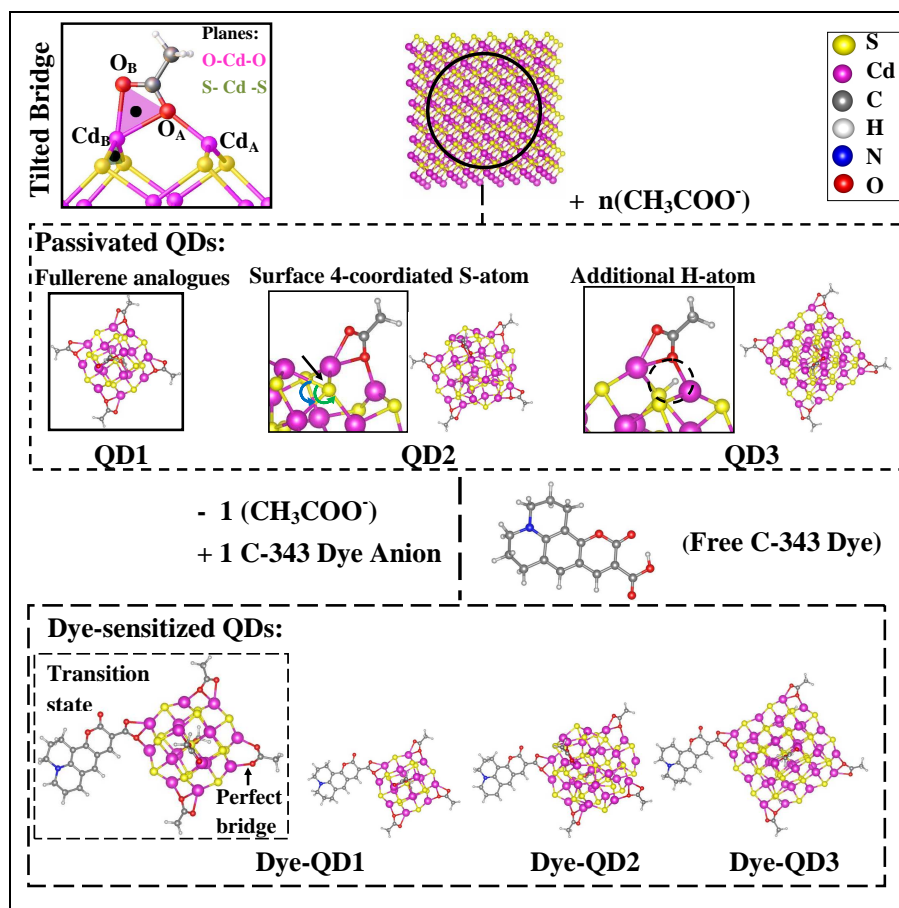 Tilted Bridge
Planes:
O-Cd-O
S- Cd -S
O_B
O_A
Cd_B
Cd_A
S
Cd
C
H
N
O
+ n(CH₃COO⁻)
Passivated QDs:
Fullerene analogues
Surface 4-coordiated S-atom
Additional H-atom
QD1
QD2
QD3
- 1 (CH₃COO⁻)
+ 1 C-343 Dye Anion
(Free C-343 Dye)
Dye-sensitized QDs:
Transition
state
Perfect
bridge
Dye-QD1
Dye-QD2
Dye-QD3